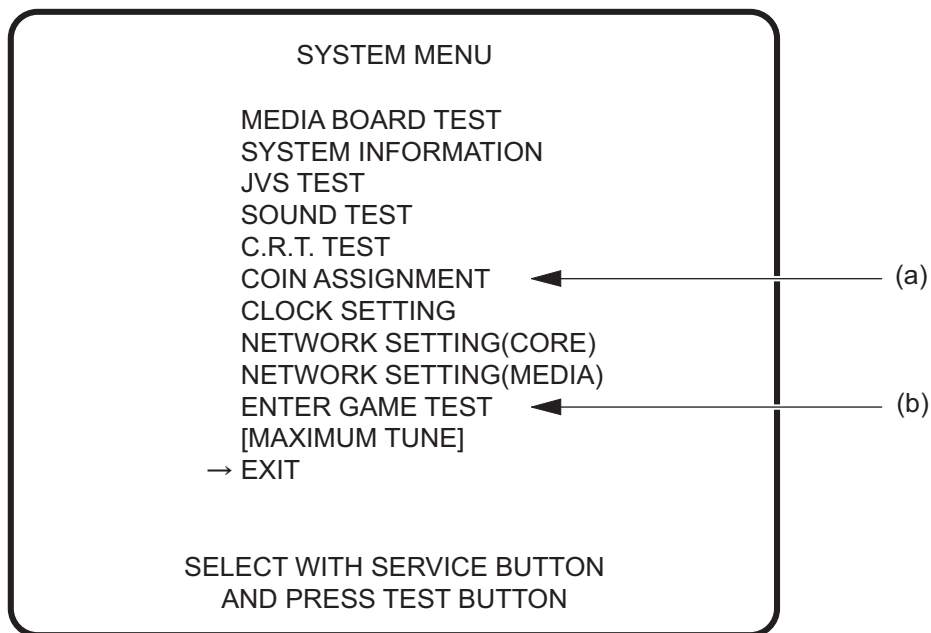 SYSTEM MENU
MEDIA BOARD TEST
SYSTEM INFORMATION
JVS TEST
SOUND TEST
C.R.T. TEST
COIN ASSIGNMENT
(a)
CLOCK SETTING
NETWORK SETTING(CORE)
NETWORK SETTING(MEDIA)
ENTER GAME TEST
(b)
[MAXIMUM TUNE]
→ EXIT
SELECT WITH SERVICE BUTTON
AND PRESS TEST BUTTON